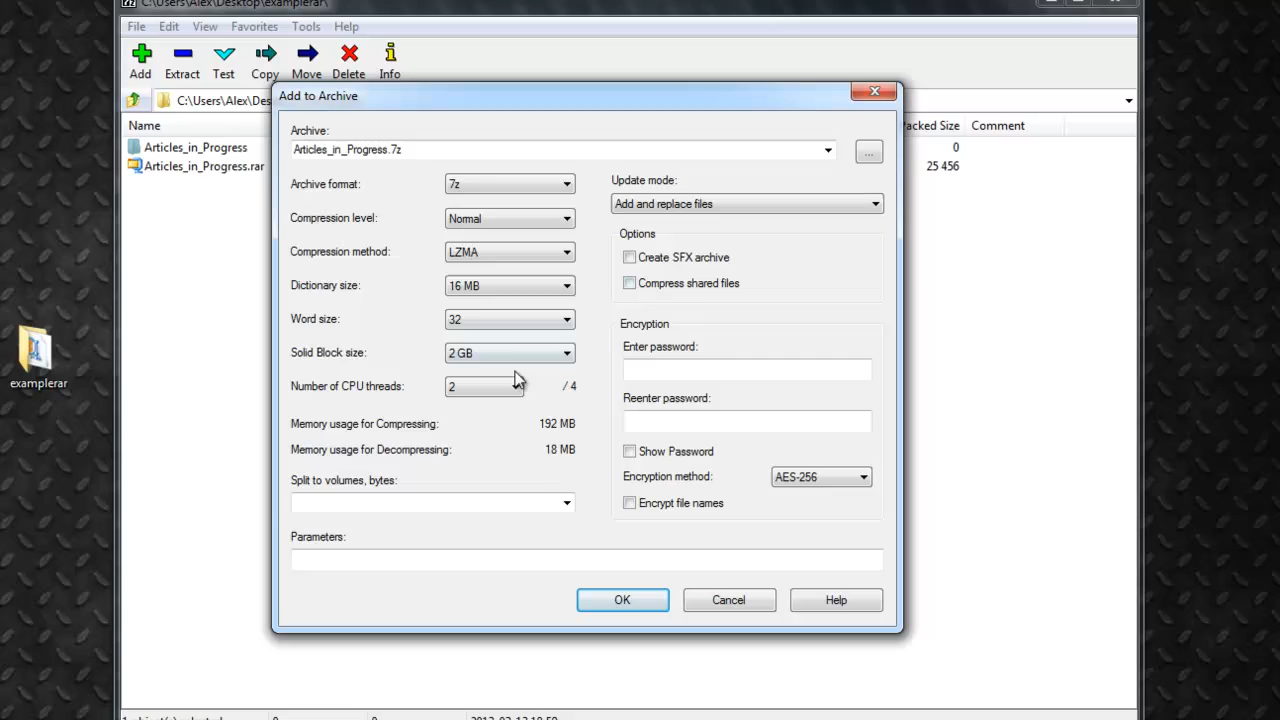 C:\Users\Alex\Desktop\examplerar\
File Edit View Favorites Tools Help
Add Extract Test Copy Move Delete Info
C:\Users\Alex\Des
Name Packed Size Comment
Articles_in_Progress 0
Articles_in_Progress.rar 25 456
examplerar
Add to Archive
Archive:
Articles_in_Progress.7z
...
Archive format: 7z
Compression level: Normal
Compression method: LZMA
Dictionary size: 16 MB
Word size: 32
Solid Block size: 2 GB
Number of CPU threads: 2 / 4
Memory usage for Compressing: 192 MB
Memory usage for Decompressing: 18 MB
Split to volumes, bytes:
Parameters:
Update mode:
Add and replace files
Options
Create SFX archive
Compress shared files
Encryption
Enter password:
Reenter password:
Show Password
Encryption method: AES-256
Encrypt file names
OK Cancel Help